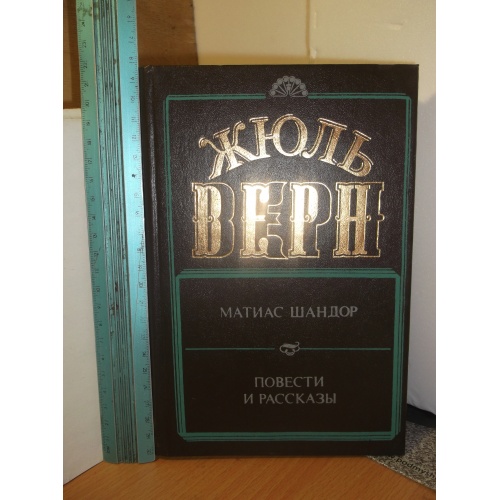 ЖЮЛЬ
ВЕРН
МАТИАС ШАНДОР
ПОВЕСТИ
И РАССКАЗЫ